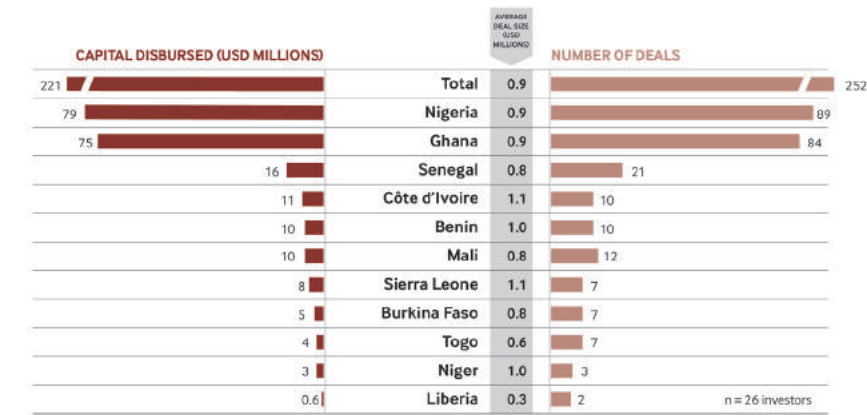 AVERAGE
DEAL SIZE
(USD
MILLIONS)
CAPITAL DISBURSED (USD MILLIONS)
NUMBER OF DEALS
221 Total 0.9 252
79 Nigeria 0.9 89
75 Ghana 0.9 84
16 Senegal 0.8 21
11 Côte d'Ivoire 1.1 10
10 Benin 1.0 10
10 Mali 0.8 12
8 Sierra Leone 1.1 7
5 Burkina Faso 0.8 7
4 Togo 0.6 7
3 Niger 1.0 3
0.6 Liberia 0.3 2
n = 26 investors